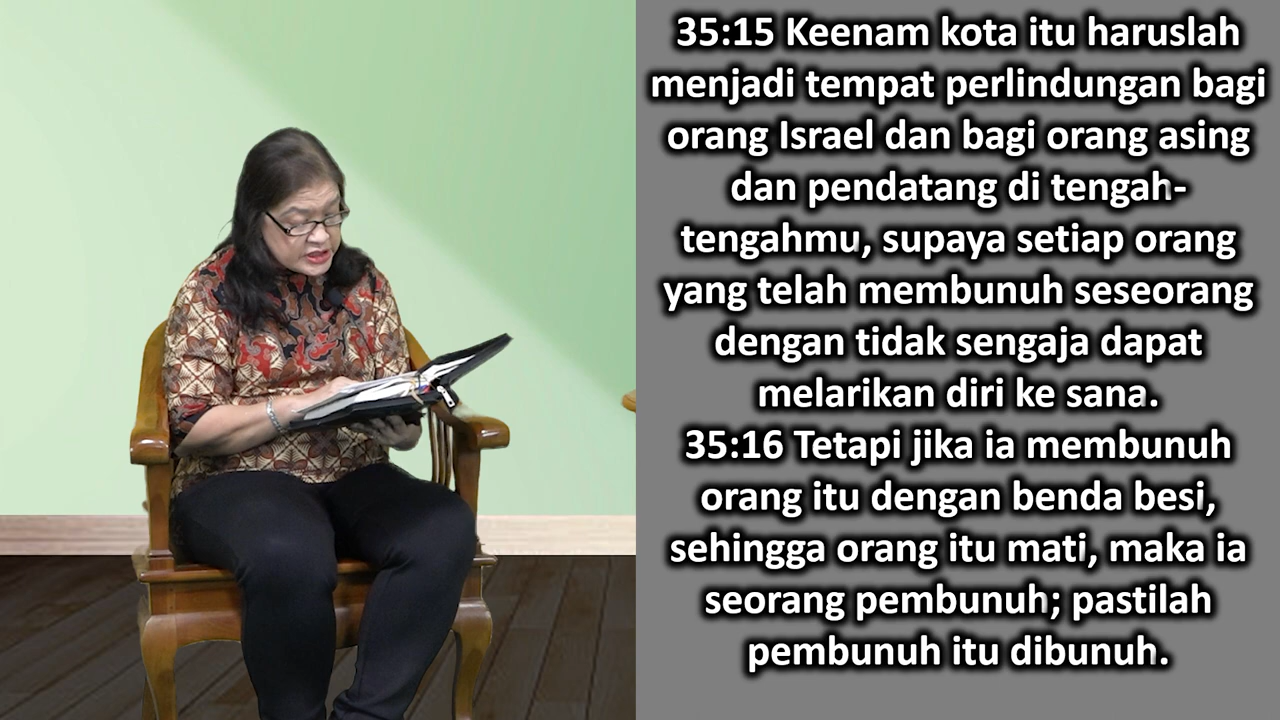 35:15 Keenam kota itu haruslah
menjadi tempat perlindungan bagi
orang Israel dan bagi orang asing
dan pendatang di tengah-
tengahmu, supaya setiap orang
yang telah membunuh seseorang
dengan tidak sengaja dapat
melarikan diri ke sana.
35:16 Tetapi jika ia membunuh
orang itu dengan benda besi,
sehingga orang itu mati, maka ia
seorang pembunuh; pastilah
pembunuh itu dibunuh.